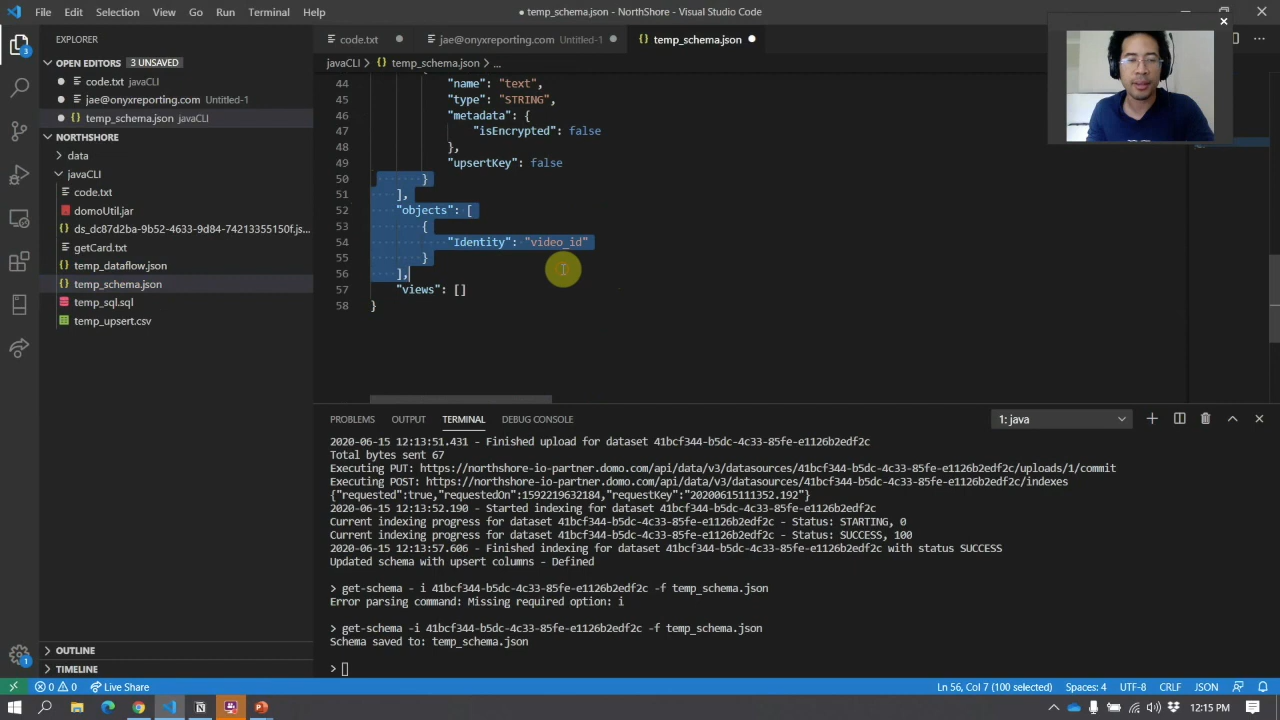 File Edit Selection View Go Run Terminal Help
● temp_schema.json - NorthShore - Visual Studio Code
EXPLORER
OPEN EDITORS 3 UNSAVED
code.txt javaCLI
jae@onyxreporting.com Untitled-1
temp_schema.json javaCLI
NORTHSHORE
data
javaCLI
code.txt
domoUtil.jar
ds_dc87d2ba-9b52-4633-9d84-74213355150f.js...
getCard.txt
temp_dataflow.json
temp_schema.json
temp_sql.sql
temp_upsert.csv
OUTLINE
TIMELINE
code.txt
jae@onyxreporting.com Untitled-1
temp_schema.json
javaCLI > temp_schema.json > ...
44 "name": "text",
45 "type": "STRING",
46 "metadata": {
47 "isEncrypted": false
48 },
49 "upsertKey": false
50 }
51 ],
52 "objects": [
53 {
54 "Identity": "video_id"
55 }
56 ],
57 "views": []
58 }
PROBLEMS OUTPUT TERMINAL DEBUG CONSOLE
1: java
2020-06-15 12:13:51.431 - Finished upload for dataset 41bcf344-b5dc-4c33-85fe-e1126b2edf2c
Total bytes sent 67
Executing PUT: https://northshore-io-partner.domo.com/api/data/v3/datasources/41bcf344-b5dc-4c33-85fe-e1126b2edf2c/uploads/1/commit
Executing POST: https://northshore-io-partner.domo.com/api/data/v3/datasources/41bcf344-b5dc-4c33-85fe-e1126b2edf2c/indexes
{"requested":true,"requestedOn":1592219632184,"requestKey":"20200615111352.192"}
2020-06-15 12:13:52.190 - Started indexing for dataset 41bcf344-b5dc-4c33-85fe-e1126b2edf2c
Current indexing progress for dataset 41bcf344-b5dc-4c33-85fe-e1126b2edf2c - Status: STARTING, 0
Current indexing progress for dataset 41bcf344-b5dc-4c33-85fe-e1126b2edf2c - Status: SUCCESS, 100
2020-06-15 12:13:57.606 - Finished indexing for dataset 41bcf344-b5dc-4c33-85fe-e1126b2edf2c with status SUCCESS
Updated schema with upsert columns - Defined
> get-schema - i 41bcf344-b5dc-4c33-85fe-e1126b2edf2c -f temp_schema.json
Error parsing command: Missing required option: i
> get-schema -i 41bcf344-b5dc-4c33-85fe-e1126b2edf2c -f temp_schema.json
Schema saved to: temp_schema.json
>
0 0 Live Share
Ln 56, Col 7 (100 selected) Spaces: 4 UTF-8 CRLF JSON
12:15 PM